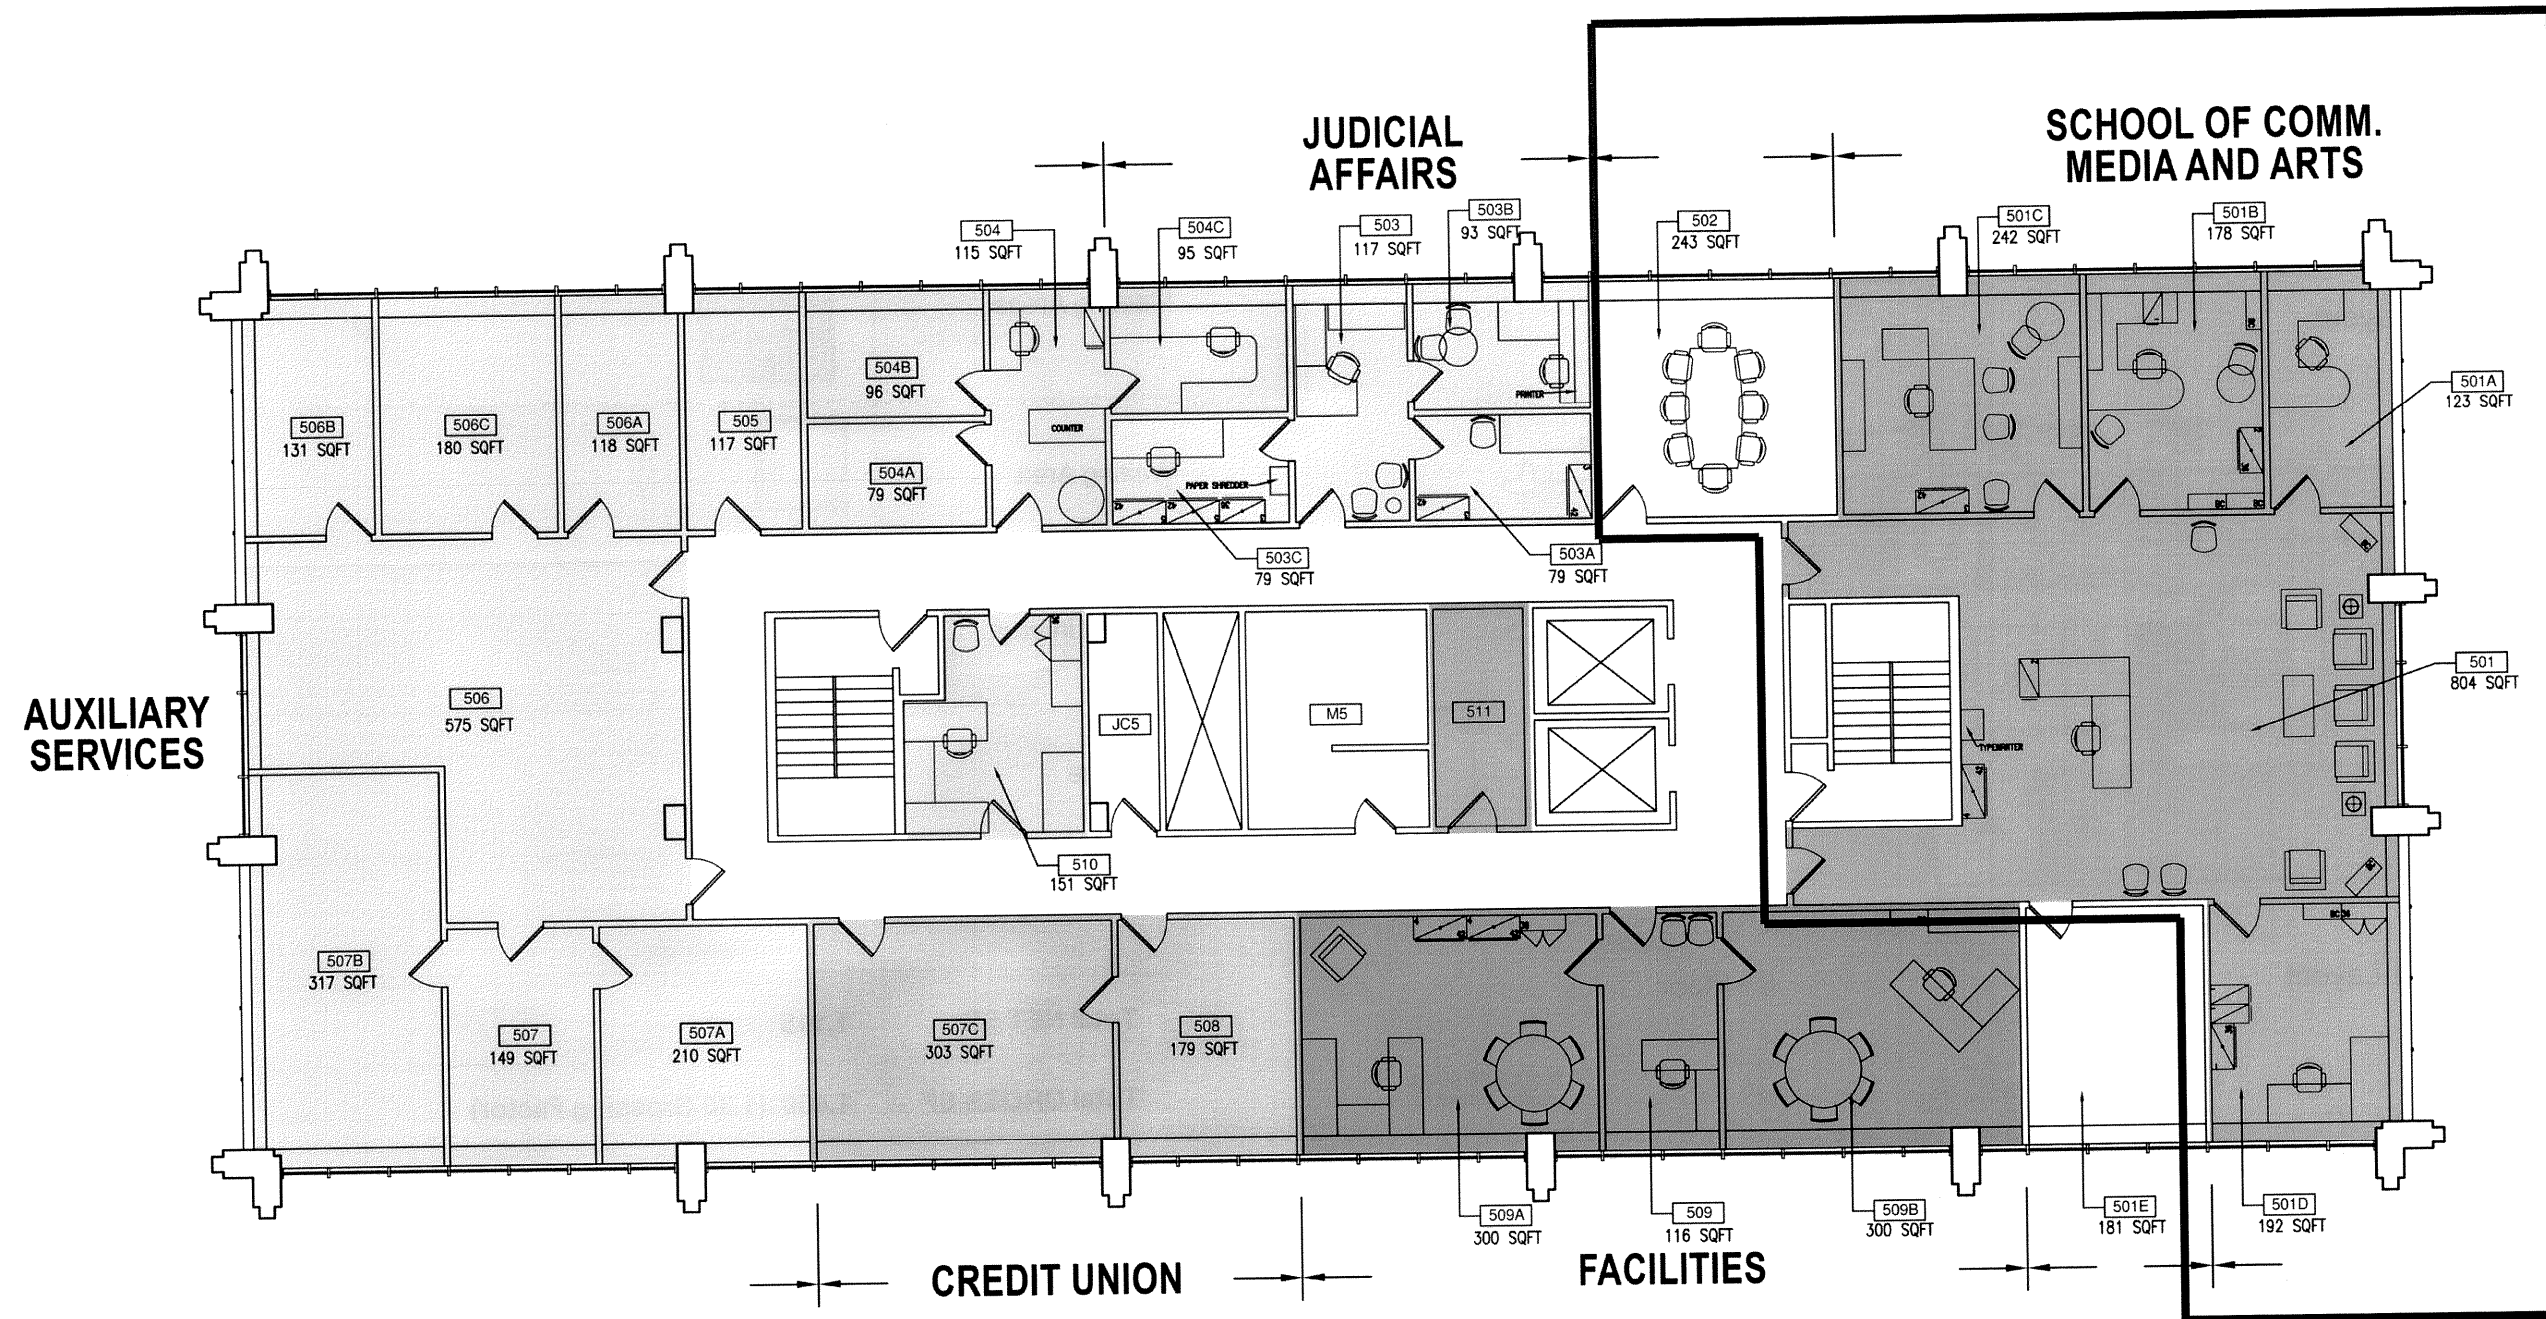 JUDICIAL
AFFAIRS
SCHOOL OF COMM.
MEDIA AND ARTS
504
115 SQFT
504C
95 SQFT
503
117 SQFT
503B
93 SQFT
502
243 SQFT
501C
242 SQFT
501B
178 SQFT
501A
123 SQFT
506B
131 SQFT
506C
180 SQFT
506A
118 SQFT
505
117 SQFT
504B
96 SQFT
504A
79 SQFT
COUNTER
PAPER SHREDDER
PRINTER
503C
79 SQFT
503A
79 SQFT
AUXILIARY
SERVICES
506
575 SQFT
JC5
M5
511
TYPEWRITER
501
804 SQFT
510
151 SQFT
507B
317 SQFT
507
149 SQFT
507A
210 SQFT
507C
303 SQFT
508
179 SQFT
BC 36
509A
300 SQFT
509
116 SQFT
509B
300 SQFT
501E
181 SQFT
501D
192 SQFT
CREDIT UNION
FACILITIES